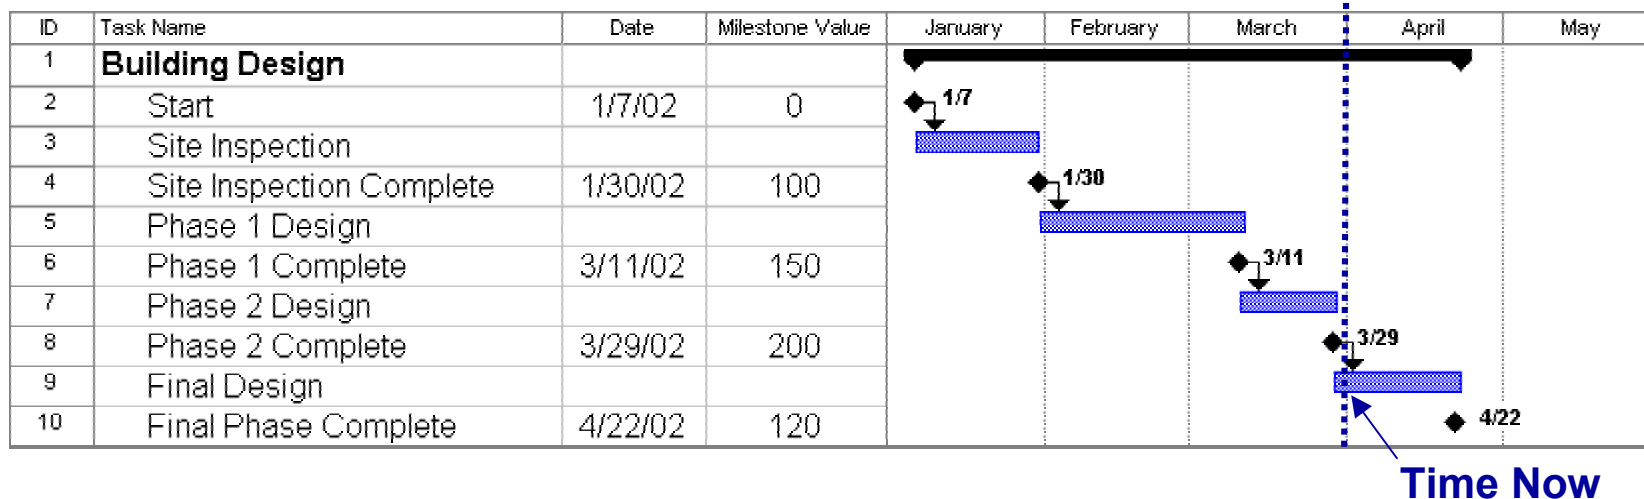 ID Task Name Date Milestone Value January February March April May
1 Building Design
2 Start 1/7/02 0 1/7
3 Site Inspection
4 Site Inspection Complete 1/30/02 100 1/30
5 Phase 1 Design
6 Phase 1 Complete 3/11/02 150 3/11
7 Phase 2 Design
8 Phase 2 Complete 3/29/02 200 3/29
9 Final Design
10 Final Phase Complete 4/22/02 120 4/22
Time Now